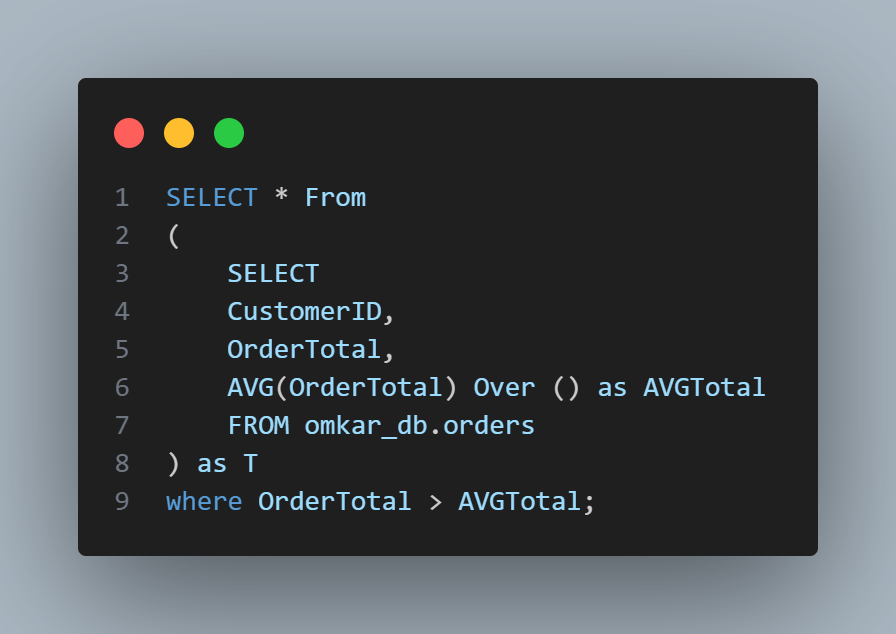 1 SELECT * From
2 (
3     SELECT
4     CustomerID,
5     OrderTotal,
6     AVG(OrderTotal) Over () as AVGTotal
7     FROM omkar_db.orders
8 ) as T
9 where OrderTotal > AVGTotal;